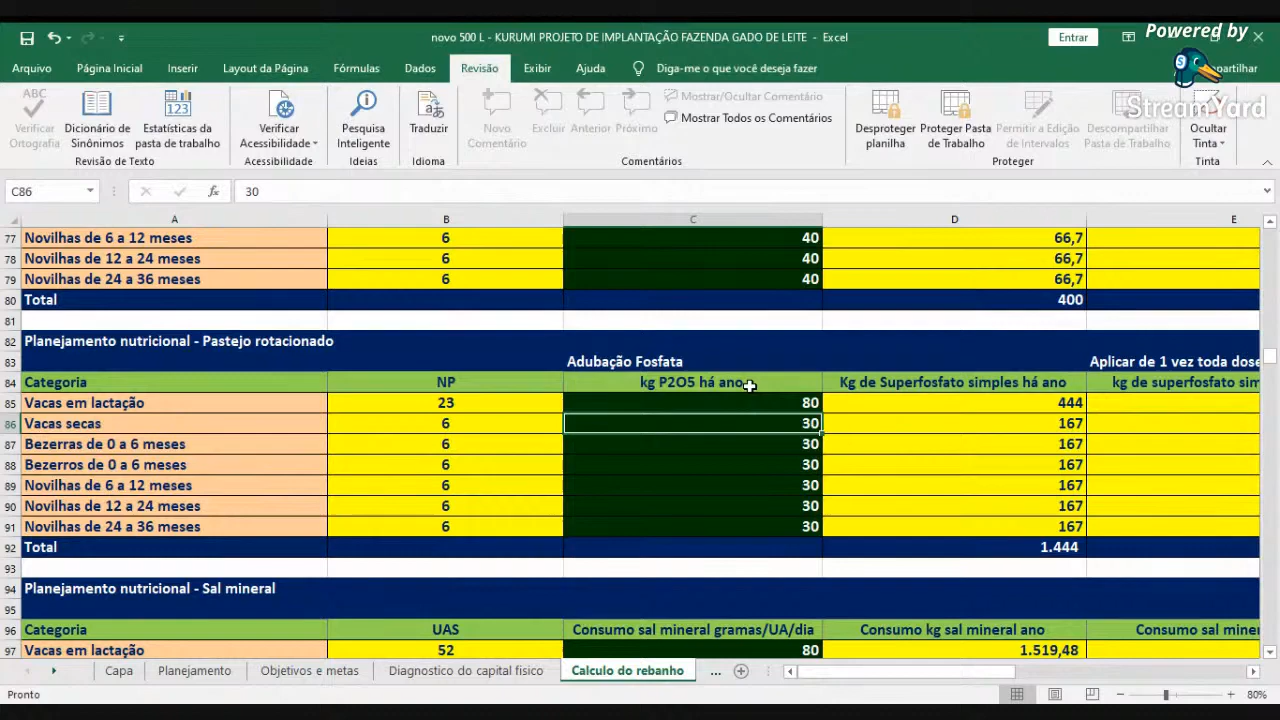 Powered by
StreamYard
novo 500 L - KURUMI PROJETO DE IMPLANTAÇÃO FAZENDA GADO DE LEITE - Excel
Entrar
Arquivo Página Inicial Inserir Layout da Página Fórmulas Dados Revisão Exibir Ajuda Diga-me o que você deseja fazer partilhar
ABC
Verificar Ortografia
Dicionário de Sinônimos
ABC 123
Estatísticas da pasta de trabalho
Revisão de Texto
Verificar Acessibilidade
Acessibilidade
Pesquisa Inteligente
Ideias
Traduzir
Idioma
Novo Comentário
Excluir
Anterior
Próximo
Mostrar/Ocultar Comentário
Mostrar Todos os Comentários
Comentários
Desproteger planilha
Proteger Pasta de Trabalho
Permitir a Edição de Intervalos
Descompartilhar Pasta de Trabalho
Proteger
Ocultar Tinta
Tinta
C86 fx 30
A B C D E
77 Novilhas de 6 a 12 meses 6 40 66,7
78 Novilhas de 12 a 24 meses 6 40 66,7
79 Novilhas de 24 a 36 meses 6 40 66,7
80 Total 400
81
82 Planejamento nutricional - Pastejo rotacionado
83 Adubação Fosfata Aplicar de 1 vez toda dose
84 Categoria NP kg P2O5 há ano Kg de Superfosfato simples há ano kg de superfosfato sim
85 Vacas em lactação 23 80 444
86 Vacas secas 6 30 167
87 Bezerras de 0 a 6 meses 6 30 167
88 Bezerros de 0 a 6 meses 6 30 167
89 Novilhas de 6 a 12 meses 6 30 167
90 Novilhas de 12 a 24 meses 6 30 167
91 Novilhas de 24 a 36 meses 6 30 167
92 Total 1.444
93
94 Planejamento nutricional - Sal mineral
95
96 Categoria UAS Consumo sal mineral gramas/UA/dia Consumo kg sal mineral ano Consumo sal miner
97 Vacas em lactação 52 80 1.519,48
Capa Planejamento Objetivos e metas Diagnostico do capital fisico Calculo do rebanho ...
Pronto 80%